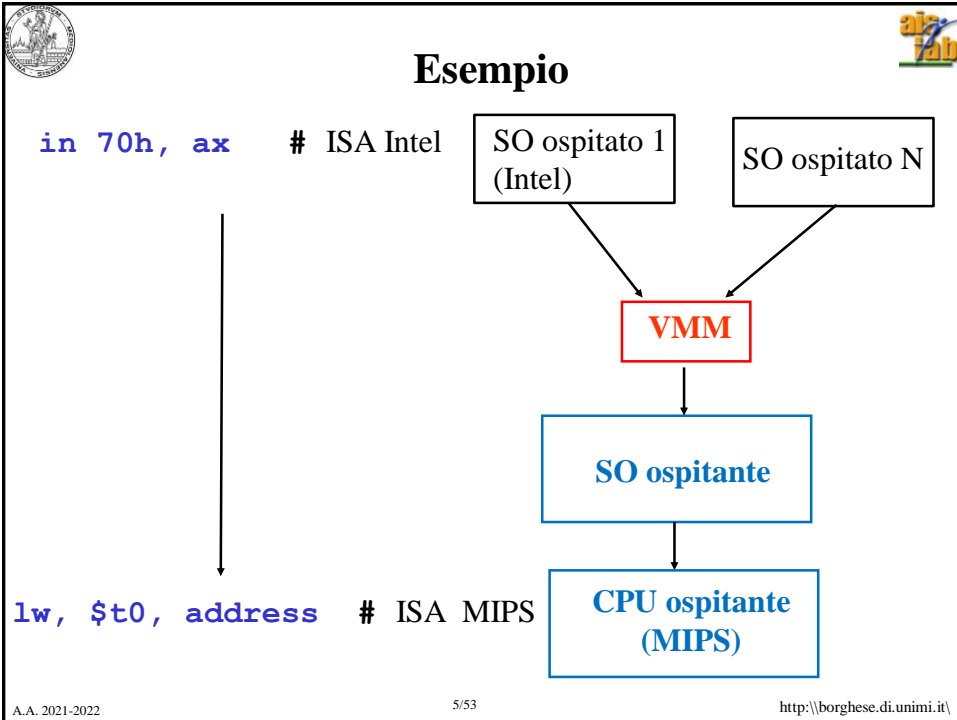 Esempio
in 70h, ax # ISA Intel
SO ospitato 1
(Intel)
SO ospitato N
VMM
SO ospitante
lw, $t0, address # ISA MIPS
CPU ospitante
(MIPS)
A.A. 2021-2022
5/53
http:\\borghese.di.unimi.it\